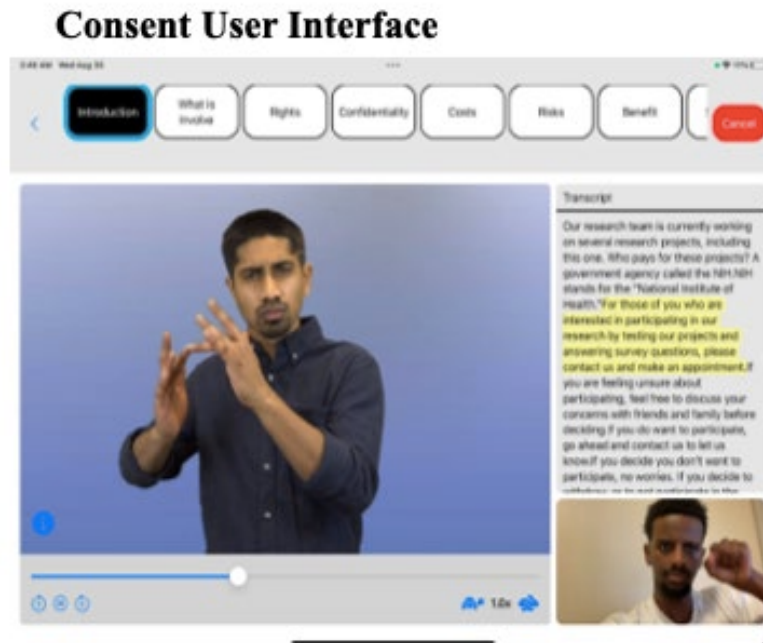 Consent User Interface
Wed Aug
Introduction
What is
Involve
Rights
Confidentiality
Costs
Risks
Benefit
Cancel
Transcript
Our research team is currently working
on several research projects, including
this one. Who pays for these projects? A
government agency called the NIH.NIH
stands for the "National Institute of
Health."For those of you who are
interested in participating in our
research by testing our projects and
answering survey questions, please
contact us and make an appointment.If
you are feeling unsure about
participating, feel free to discuss your
concerns with friends and family before
deciding if you do want to participate,
go ahead and contact us to let us
know.If you decide you don't want to
participate, no worries. If you decide to
1.0x